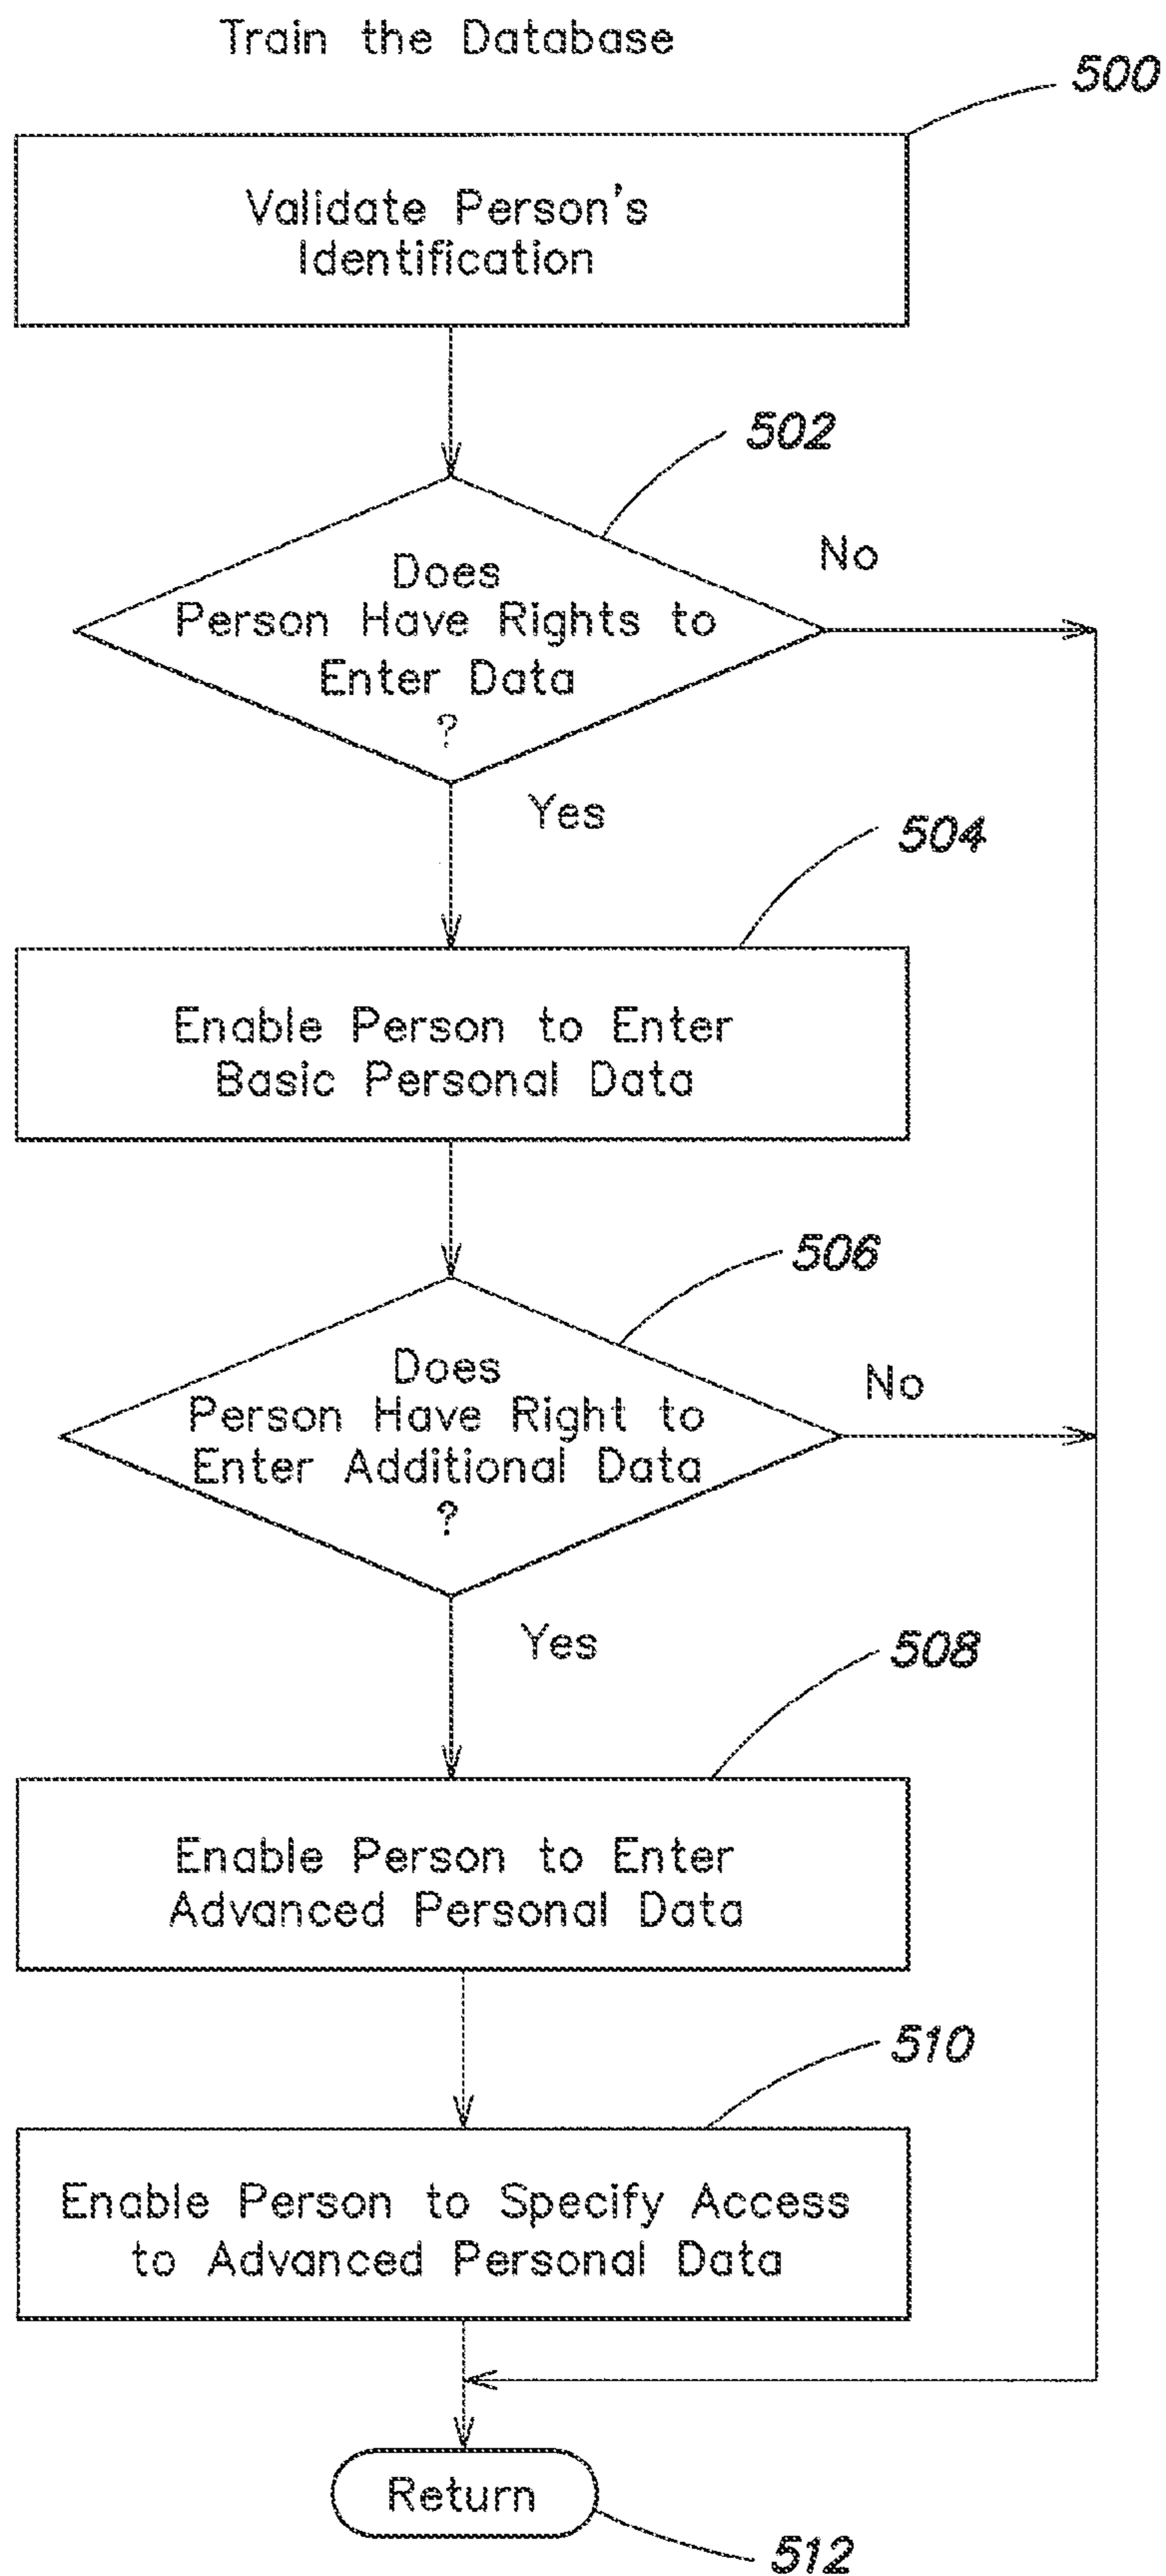 Train the Database
500
Validate Person's
Identification
502
Does
Person Have Rights to
Enter Data
?
No
Yes
504
Enable Person to Enter
Basic Personal Data
506
Does
Person Have Right to
Enter Additional Data
?
No
Yes
508
Enable Person to Enter
Advanced Personal Data
510
Enable Person to Specify Access
to Advanced Personal Data
Return
512